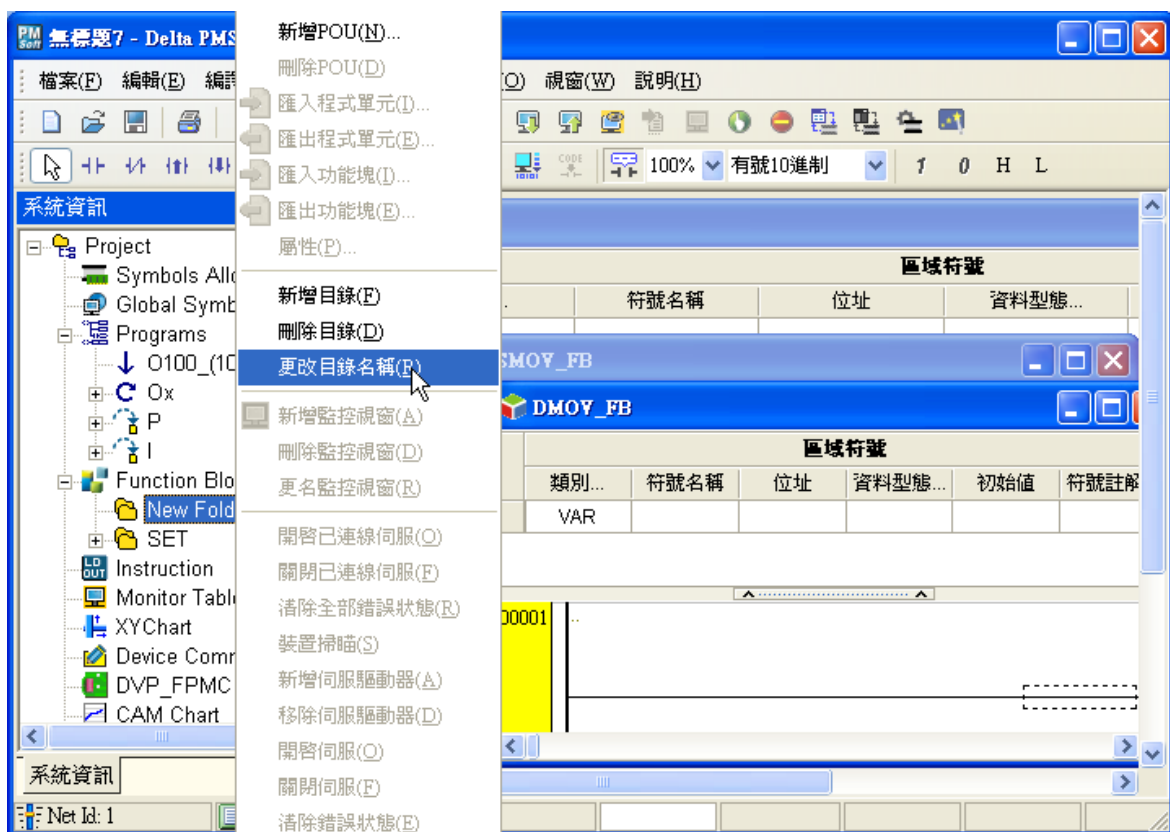 無標題7 - Delta PMS
檔案(F) 編輯(E) 編譯
(O) 視窗(W) 說明(H)
CODE
100% 有號10進制 1 0 H L
系統資訊
Project
Symbols Allo
Global Symb
Programs
O100_(10
Ox
P
I
Function Blo
New Fold
SET
Instruction
Monitor Table
XYChart
Device Comm
DVP_FPMC
CAM Chart
系統資訊
Net Id: 1
新增POU(N)...
刪除POU(D)
匯入程式單元(I)...
匯出程式單元(E)...
匯入功能塊(I)...
匯出功能塊(E)...
屬性(P)...
新增目錄(F)
刪除目錄(D)
更改目錄名稱(R)
新增監控視窗(A)
刪除監控視窗(D)
更名監控視窗(R)
開啓已連線伺服(O)
關閉已連線伺服(F)
清除全部錯誤狀態(R)
裝置掃瞄(S)
新增伺服驅動器(A)
移除伺服驅動器(D)
開啓伺服(O)
關閉伺服(F)
清除錯誤狀態(E)
區域符號
符號名稱 位址 資料型態...
SMOV_FB
DMOV_FB
區域符號
類別... 符號名稱 位址 資料型態... 初始值 符號註解
VAR
00001